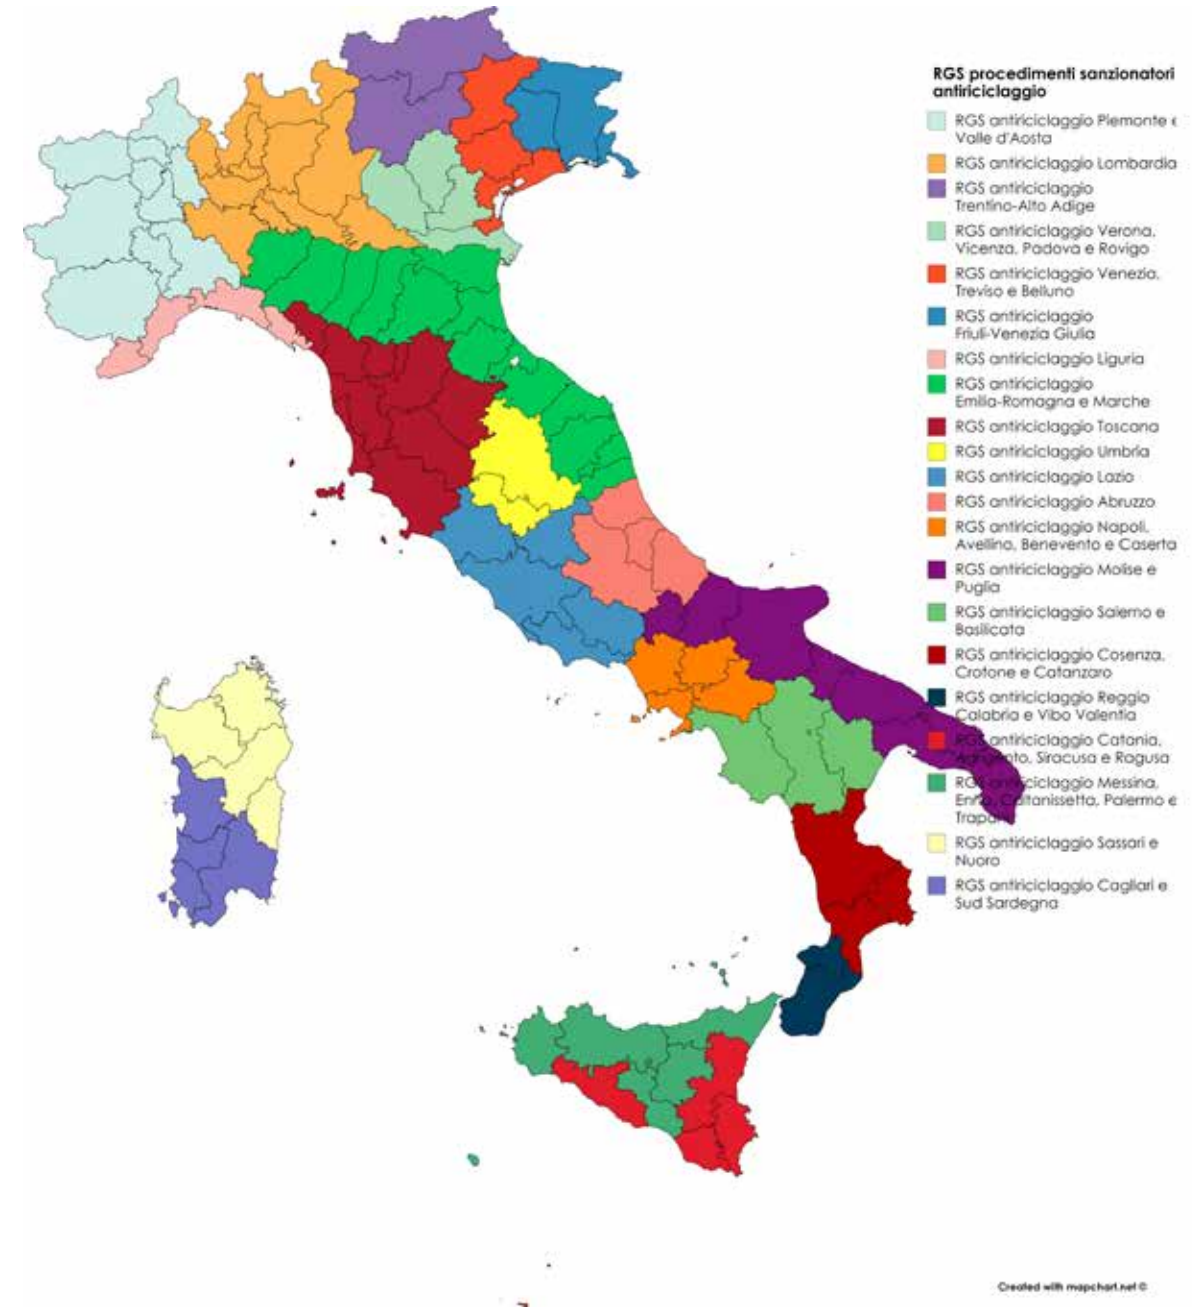 RGS procedimenti sanzionatori
antiriciclaggio
RGS antiriciclaggio Piemonte e
Valle d'Aosta
RGS antiriciclaggio Lombardia
RGS antiriciclaggio
Trentino-Alto Adige
RGS antiriciclaggio Verona,
Vicenza, Padova e Rovigo
RGS antiriciclaggio Venezia,
Treviso e Belluno
RGS antiriciclaggio
Friuli-Venezia Giulia
RGS antiriciclaggio Liguria
RGS antiriciclaggio
Emilia-Romagna e Marche
RGS antiriciclaggio Toscana
RGS antiriciclaggio Umbria
RGS antiriciclaggio Lazio
RGS antiriciclaggio Abruzzo
RGS antiriciclaggio Napoli,
Avellino, Benevento e Caserta
RGS antiriciclaggio Molise e
Puglia
RGS antiriciclaggio Salerno e
Basilicata
RGS antiriciclaggio Cosenza,
Crotone e Catanzaro
RGS antiriciclaggio Reggio
Calabria e Vibo Valentia
RGS antiriciclaggio Catania,
Agrigento, Siracusa e Ragusa
RGS antiriciclaggio Messina,
Enna, Caltanissetta, Palermo e
Trapani
RGS antiriciclaggio Sassari e
Nuoro
RGS antiriciclaggio Cagliari e
Sud Sardegna
Created with mapchart.net ©